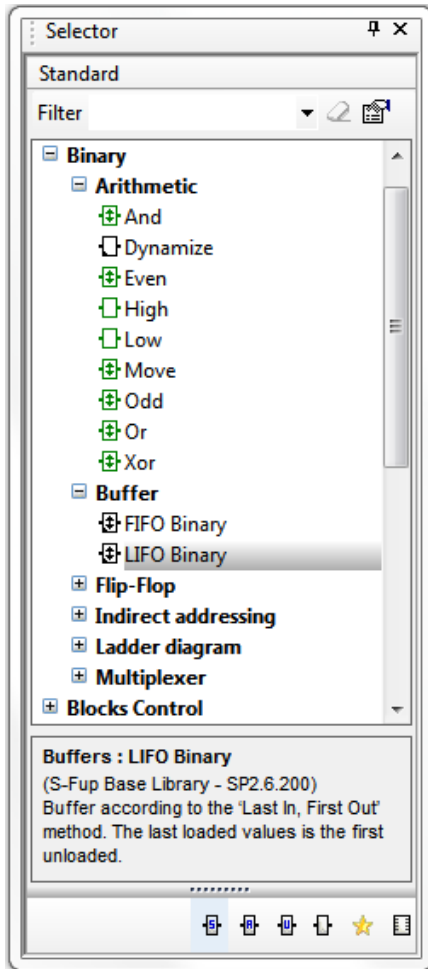 Selector
Standard
Filter
Binary
Arithmetic
And
Dynamize
Even
High
Low
Move
Odd
Or
Xor
Buffer
FIFO Binary
LIFO Binary
Flip-Flop
Indirect addressing
Ladder diagram
Multiplexer
Blocks Control
Buffers : LIFO Binary
(S-Fup Base Library - SP2.6.200)
Buffer according to the 'Last In, First Out'
method. The last loaded values is the first
unloaded.
S R U